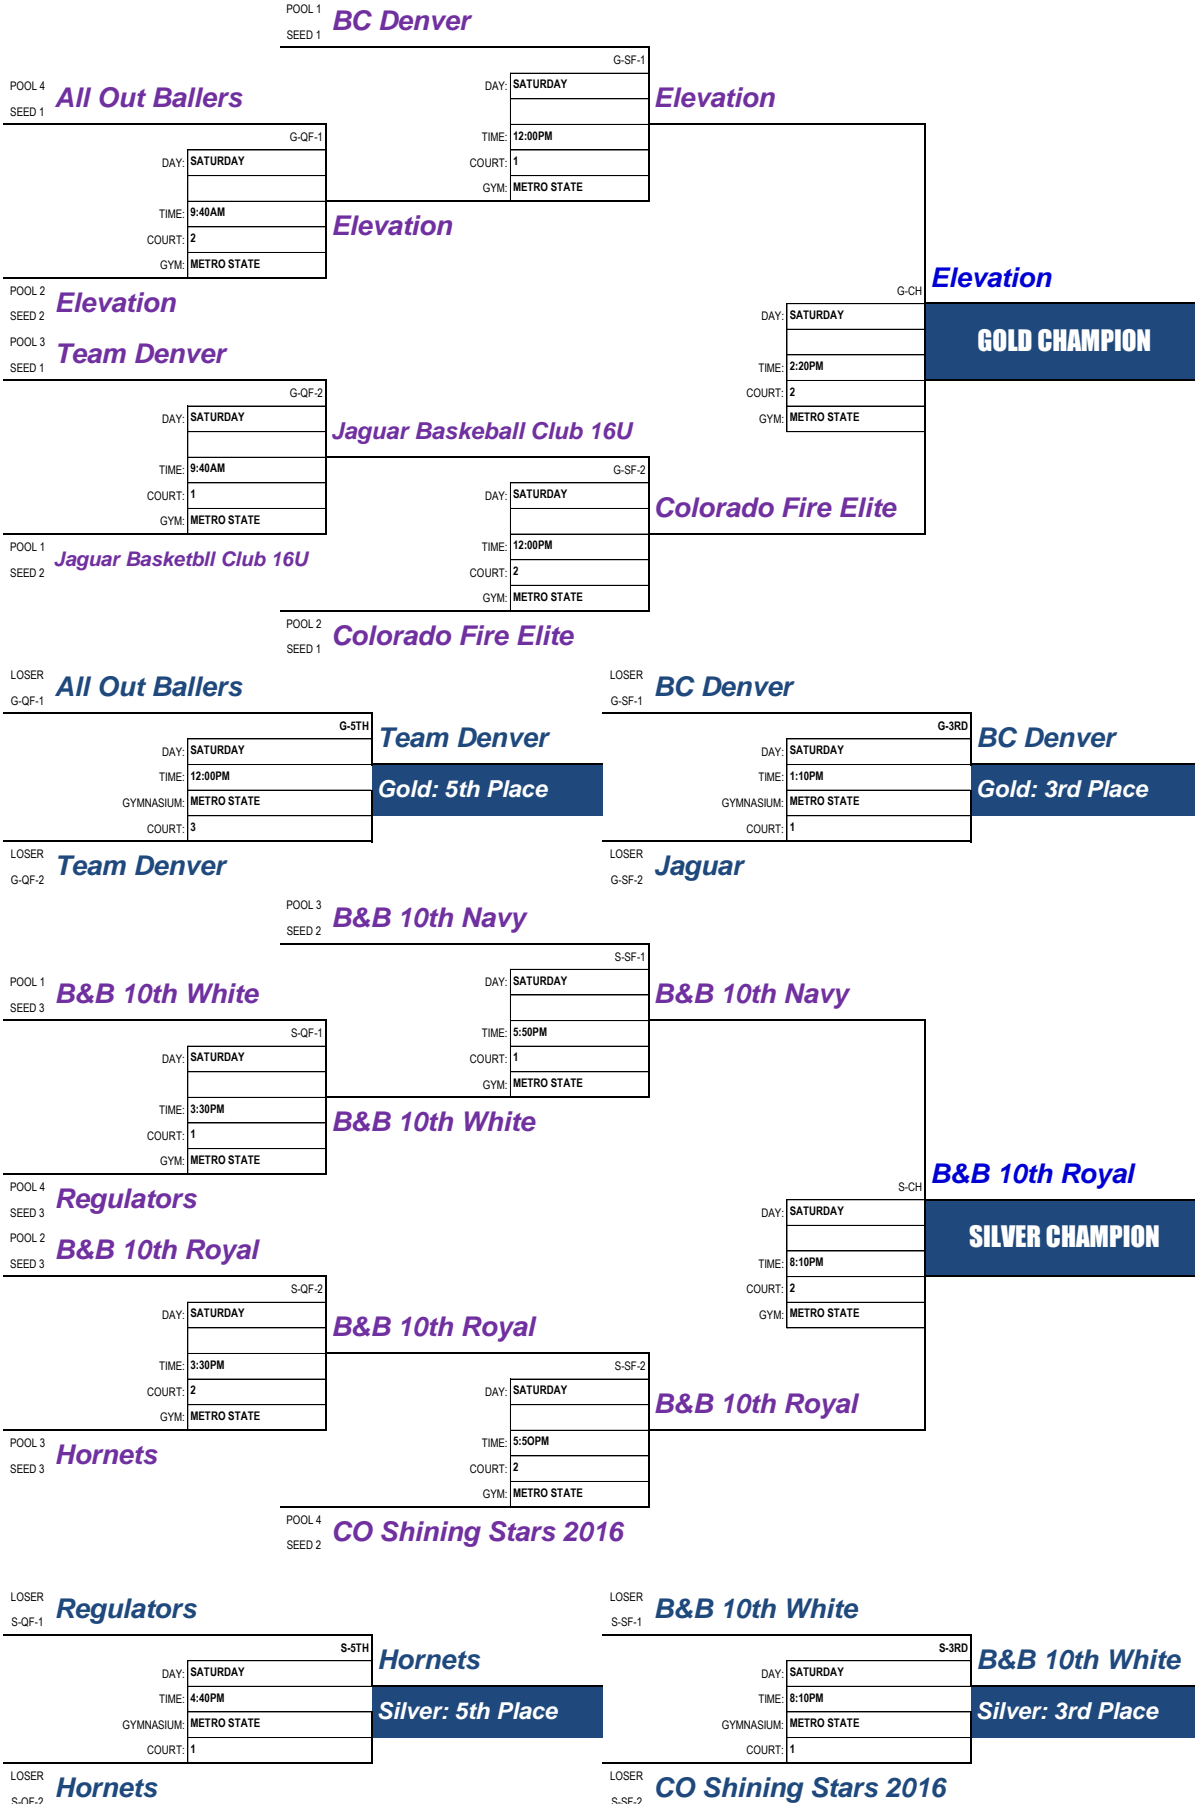 POOL 1
SEED 1
BC Denver
G-SF-1
DAY: SATURDAY
TIME: 12:00PM
COURT: 1
GYM: METRO STATE
POOL 4
SEED 1
All Out Ballers
G-QF-1
DAY: SATURDAY
TIME: 9:40AM
COURT: 2
GYM: METRO STATE
Elevation
Elevation
POOL 2
SEED 2
Elevation
POOL 3
SEED 1
Team Denver
G-CH
Elevation
GOLD CHAMPION
DAY: SATURDAY
TIME: 2:20PM
COURT: 2
GYM: METRO STATE
G-QF-2
DAY: SATURDAY
TIME: 9:40AM
COURT: 1
GYM: METRO STATE
Jaguar Baskeball Club 16U
G-SF-2
DAY: SATURDAY
TIME: 12:00PM
COURT: 2
GYM: METRO STATE
Colorado Fire Elite
POOL 1
SEED 2
Jaguar Basketbll Club 16U
POOL 2
SEED 1
Colorado Fire Elite
LOSER
G-QF-1
All Out Ballers
G-5TH
DAY: SATURDAY
TIME: 12:00PM
GYMNASIUM: METRO STATE
COURT: 3
Team Denver
Gold: 5th Place
LOSER
G-QF-2
Team Denver
LOSER
G-SF-1
BC Denver
G-3RD
DAY: SATURDAY
TIME: 1:10PM
GYMNASIUM: METRO STATE
COURT: 1
BC Denver
Gold: 3rd Place
LOSER
G-SF-2
Jaguar
POOL 3
SEED 2
B&B 10th Navy
S-SF-1
DAY: SATURDAY
TIME: 5:50PM
COURT: 1
GYM: METRO STATE
POOL 1
SEED 3
B&B 10th White
B&B 10th Navy
S-QF-1
DAY: SATURDAY
TIME: 3:30PM
COURT: 1
GYM: METRO STATE
B&B 10th White
POOL 4
SEED 3
Regulators
POOL 2
SEED 3
B&B 10th Royal
S-CH
B&B 10th Royal
SILVER CHAMPION
DAY: SATURDAY
TIME: 8:10PM
COURT: 2
GYM: METRO STATE
S-QF-2
DAY: SATURDAY
TIME: 3:30PM
COURT: 2
GYM: METRO STATE
B&B 10th Royal
S-SF-2
DAY: SATURDAY
TIME: 5:5OPM
COURT: 2
GYM: METRO STATE
B&B 10th Royal
POOL 3
SEED 3
Hornets
POOL 4
SEED 2
CO Shining Stars 2016
LOSER
S-QF-1
Regulators
S-5TH
DAY: SATURDAY
TIME: 4:40PM
GYMNASIUM: METRO STATE
COURT: 1
Hornets
Silver: 5th Place
LOSER
S-QF-2
Hornets
LOSER
S-SF-1
B&B 10th White
S-3RD
DAY: SATURDAY
TIME: 8:10PM
GYMNASIUM: METRO STATE
COURT: 1
B&B 10th White
Silver: 3rd Place
LOSER
S-SF-2
CO Shining Stars 2016